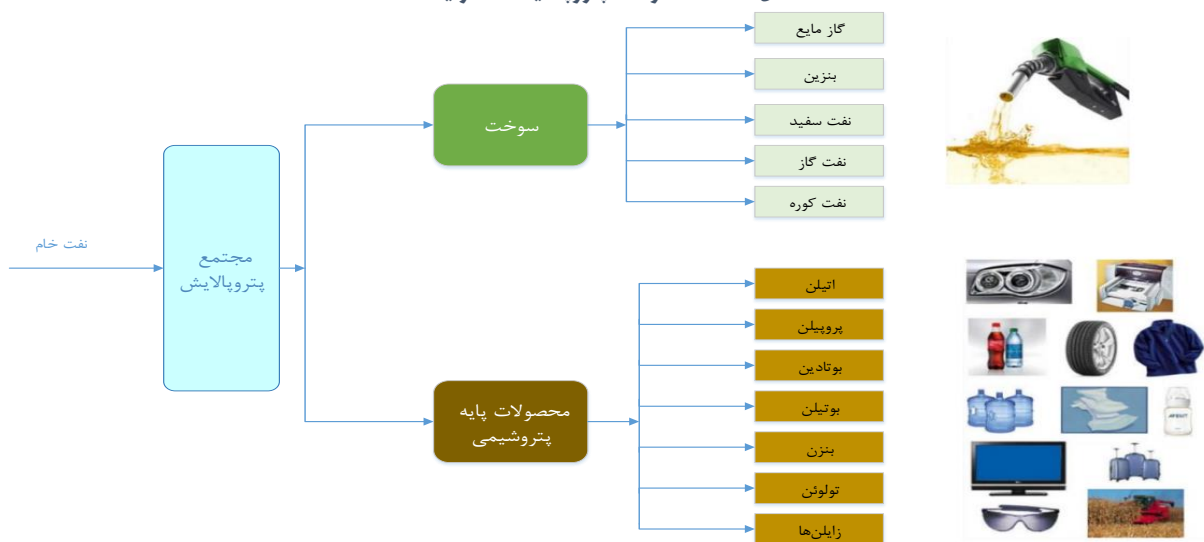 نفت خام
مجتمع
پتروپالایش
سوخت
گاز مایع
بنزین
نفت سفید
نفت گاز
نفت کوره
محصولات پایه
پتروشیمی
اتیلن
پروپیلن
بوتادین
بوتیلن
بنزن
تولوئن
زایلن‌ها